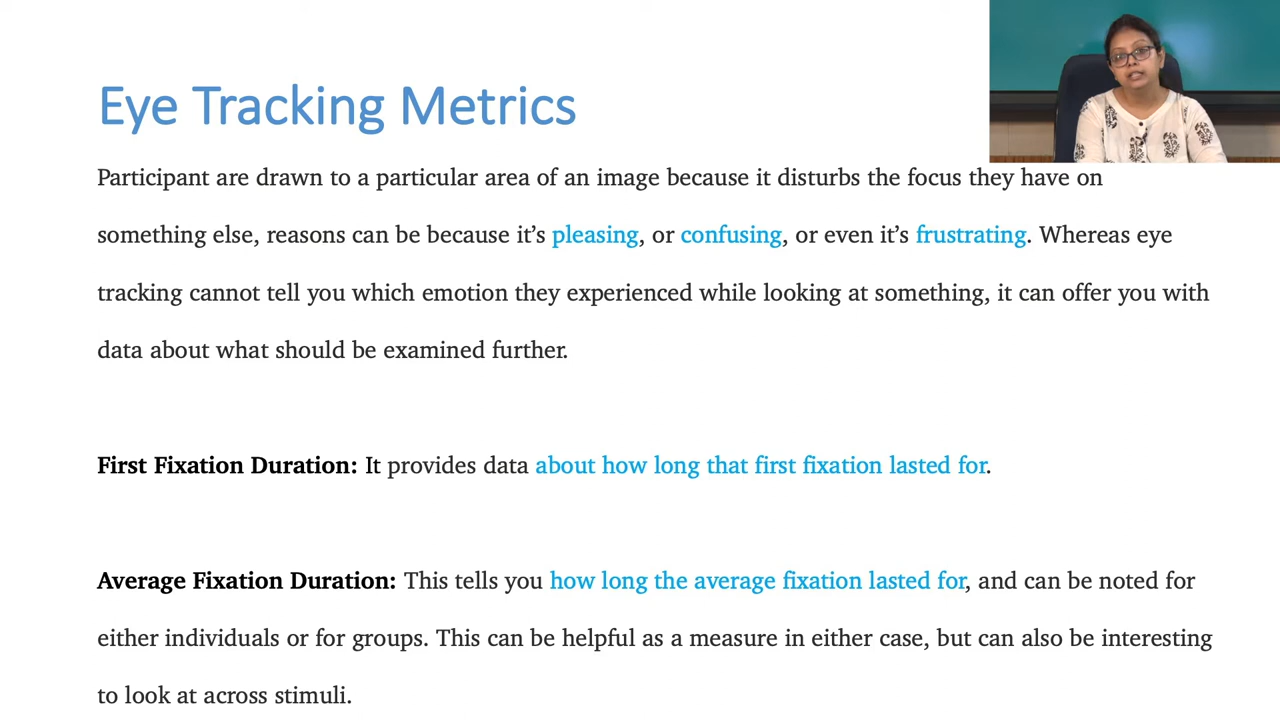 Eye Tracking Metrics
Participant are drawn to a particular area of an image because it disturbs the focus they have on
something else, reasons can be because it’s pleasing, or confusing, or even it’s frustrating. Whereas eye
tracking cannot tell you which emotion they experienced while looking at something, it can offer you with
data about what should be examined further.
First Fixation Duration: It provides data about how long that first fixation lasted for.
Average Fixation Duration: This tells you how long the average fixation lasted for, and can be noted for
either individuals or for groups. This can be helpful as a measure in either case, but can also be interesting
to look at across stimuli.